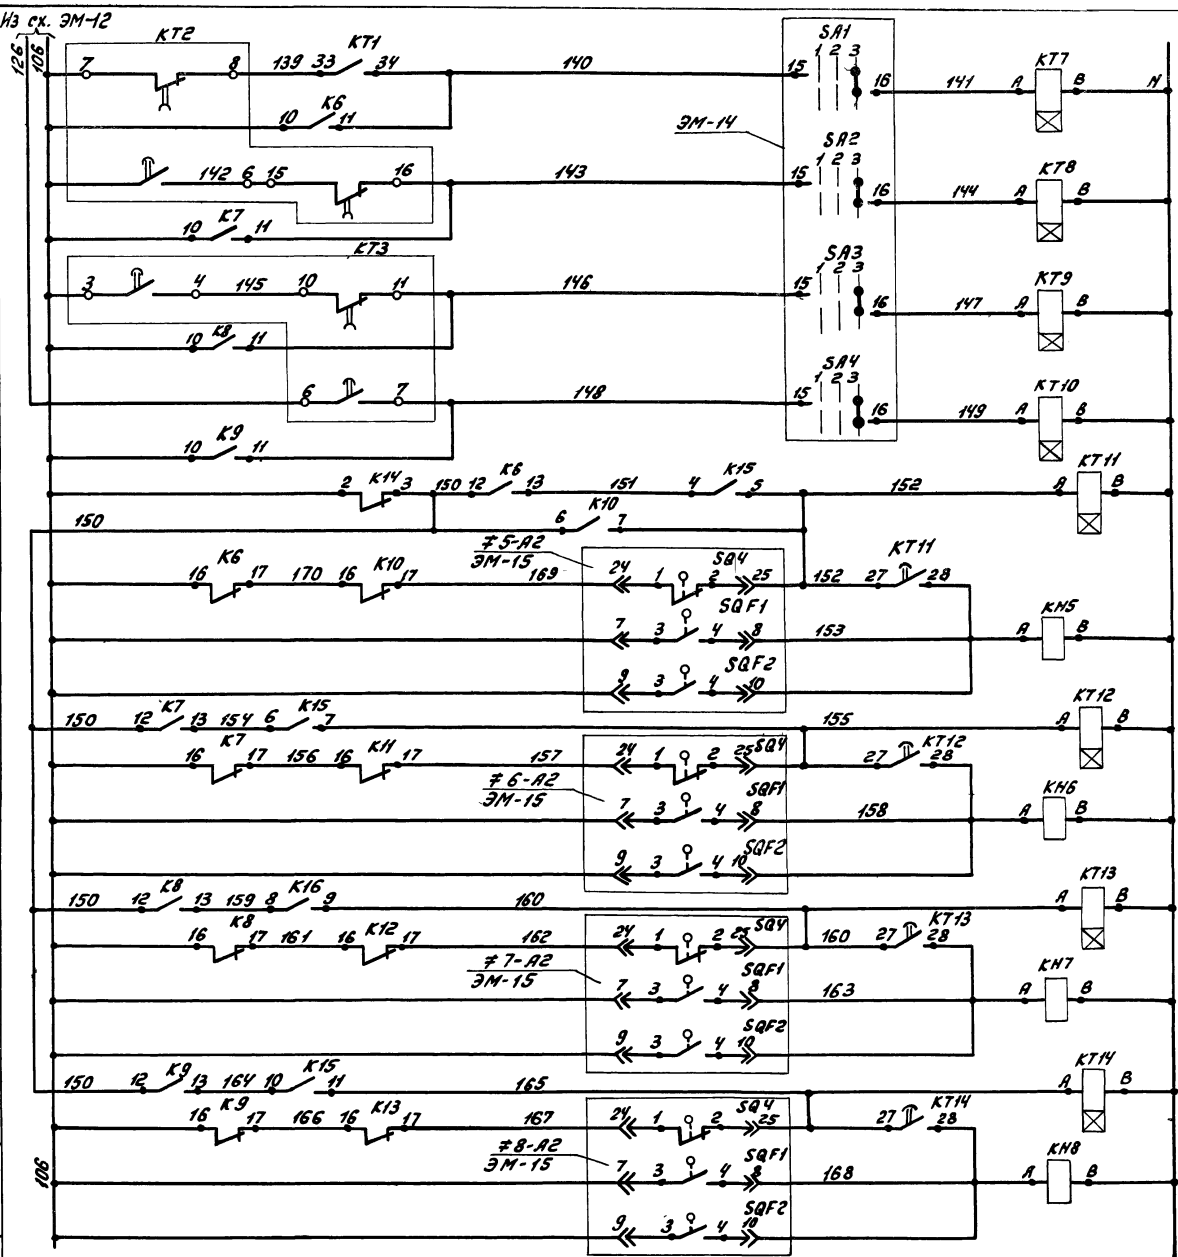 Из сх. ЭМ-12
126 106
КТ2 КТ1 SA1 КТ7
7 8 139 33 34 140 15 1 2 3 16 141 А В N
К6
10 11
ЭМ-14
SA2 КТ8
142 6 15 16 143 15 1 2 3 16 144 А В
К7
10 11
КТ3 SA3 КТ9
3 4 145 10 11 146 15 1 2 3 16 147 А В
К8
10 11
SA4 КТ10
6 7 148 15 1 2 3 16 149 А В
К9
10 11
К14 К6 К15 КТ11
2 3 150 12 13 151 4 5 152 А В
К10
150 6 7
≠5-А2
ЭМ-15
К6 К10 SQ4 КТ11
16 17 170 16 17 169 24 1 2 25 152 27 28
SQF1 КН5
7 3 4 8 153 А В
SQF2
9 3 4 10
К7 К15 КТ12
150 12 13 154 6 7 155 А В
К7 К11 SQ4 КТ12
16 17 156 16 17 157 24 1 2 25 27 28
≠6-А2
ЭМ-15
SQF1 КН6
7 3 4 8 158 А В
SQF2
9 3 4 10
К8 К16 КТ13
150 12 13 159 8 9 160 А В
К8 К12 SQ4 КТ13
16 17 161 16 17 162 24 1 2 25 160 27 28
≠7-А2
ЭМ-15
SQF1 КН7
7 3 4 8 163 А В
SQF2
9 3 4 10
К9 К15 КТ14
150 12 13 164 10 11 165 А В
К9 К13 SQ4 КТ14
16 17 166 16 17 167 24 1 2 25 27 28
≠8-А2
ЭМ-15
SQF1 КН8
106 7 3 4 8 168 А В
SQF2
9 3 4 10